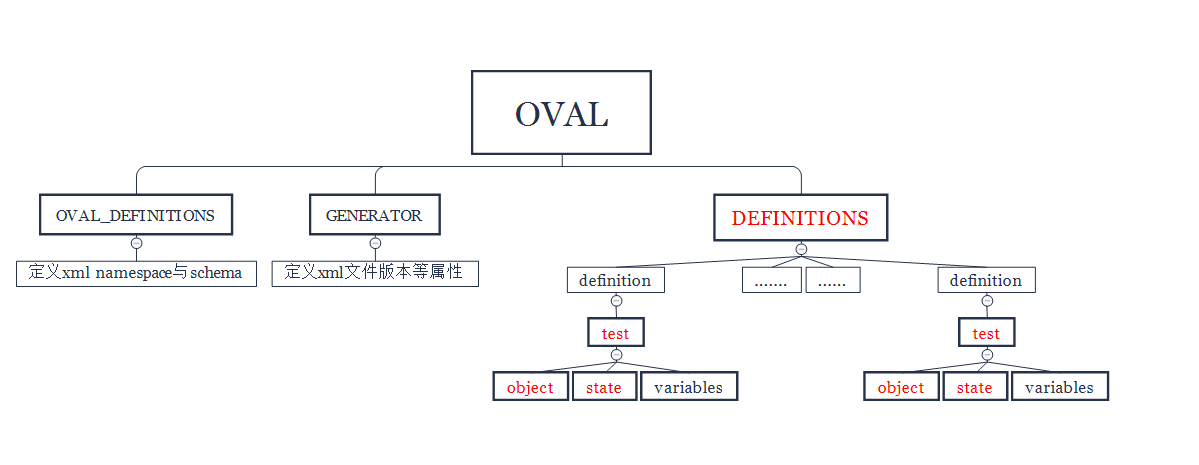 OVAL
OVAL_DEFINITIONS
GENERATOR
DEFINITIONS
定义xml namespace与schema
定义xml文件版本等属性
definition
.......
......
definition
test
test
object
state
variables
object
state
variables